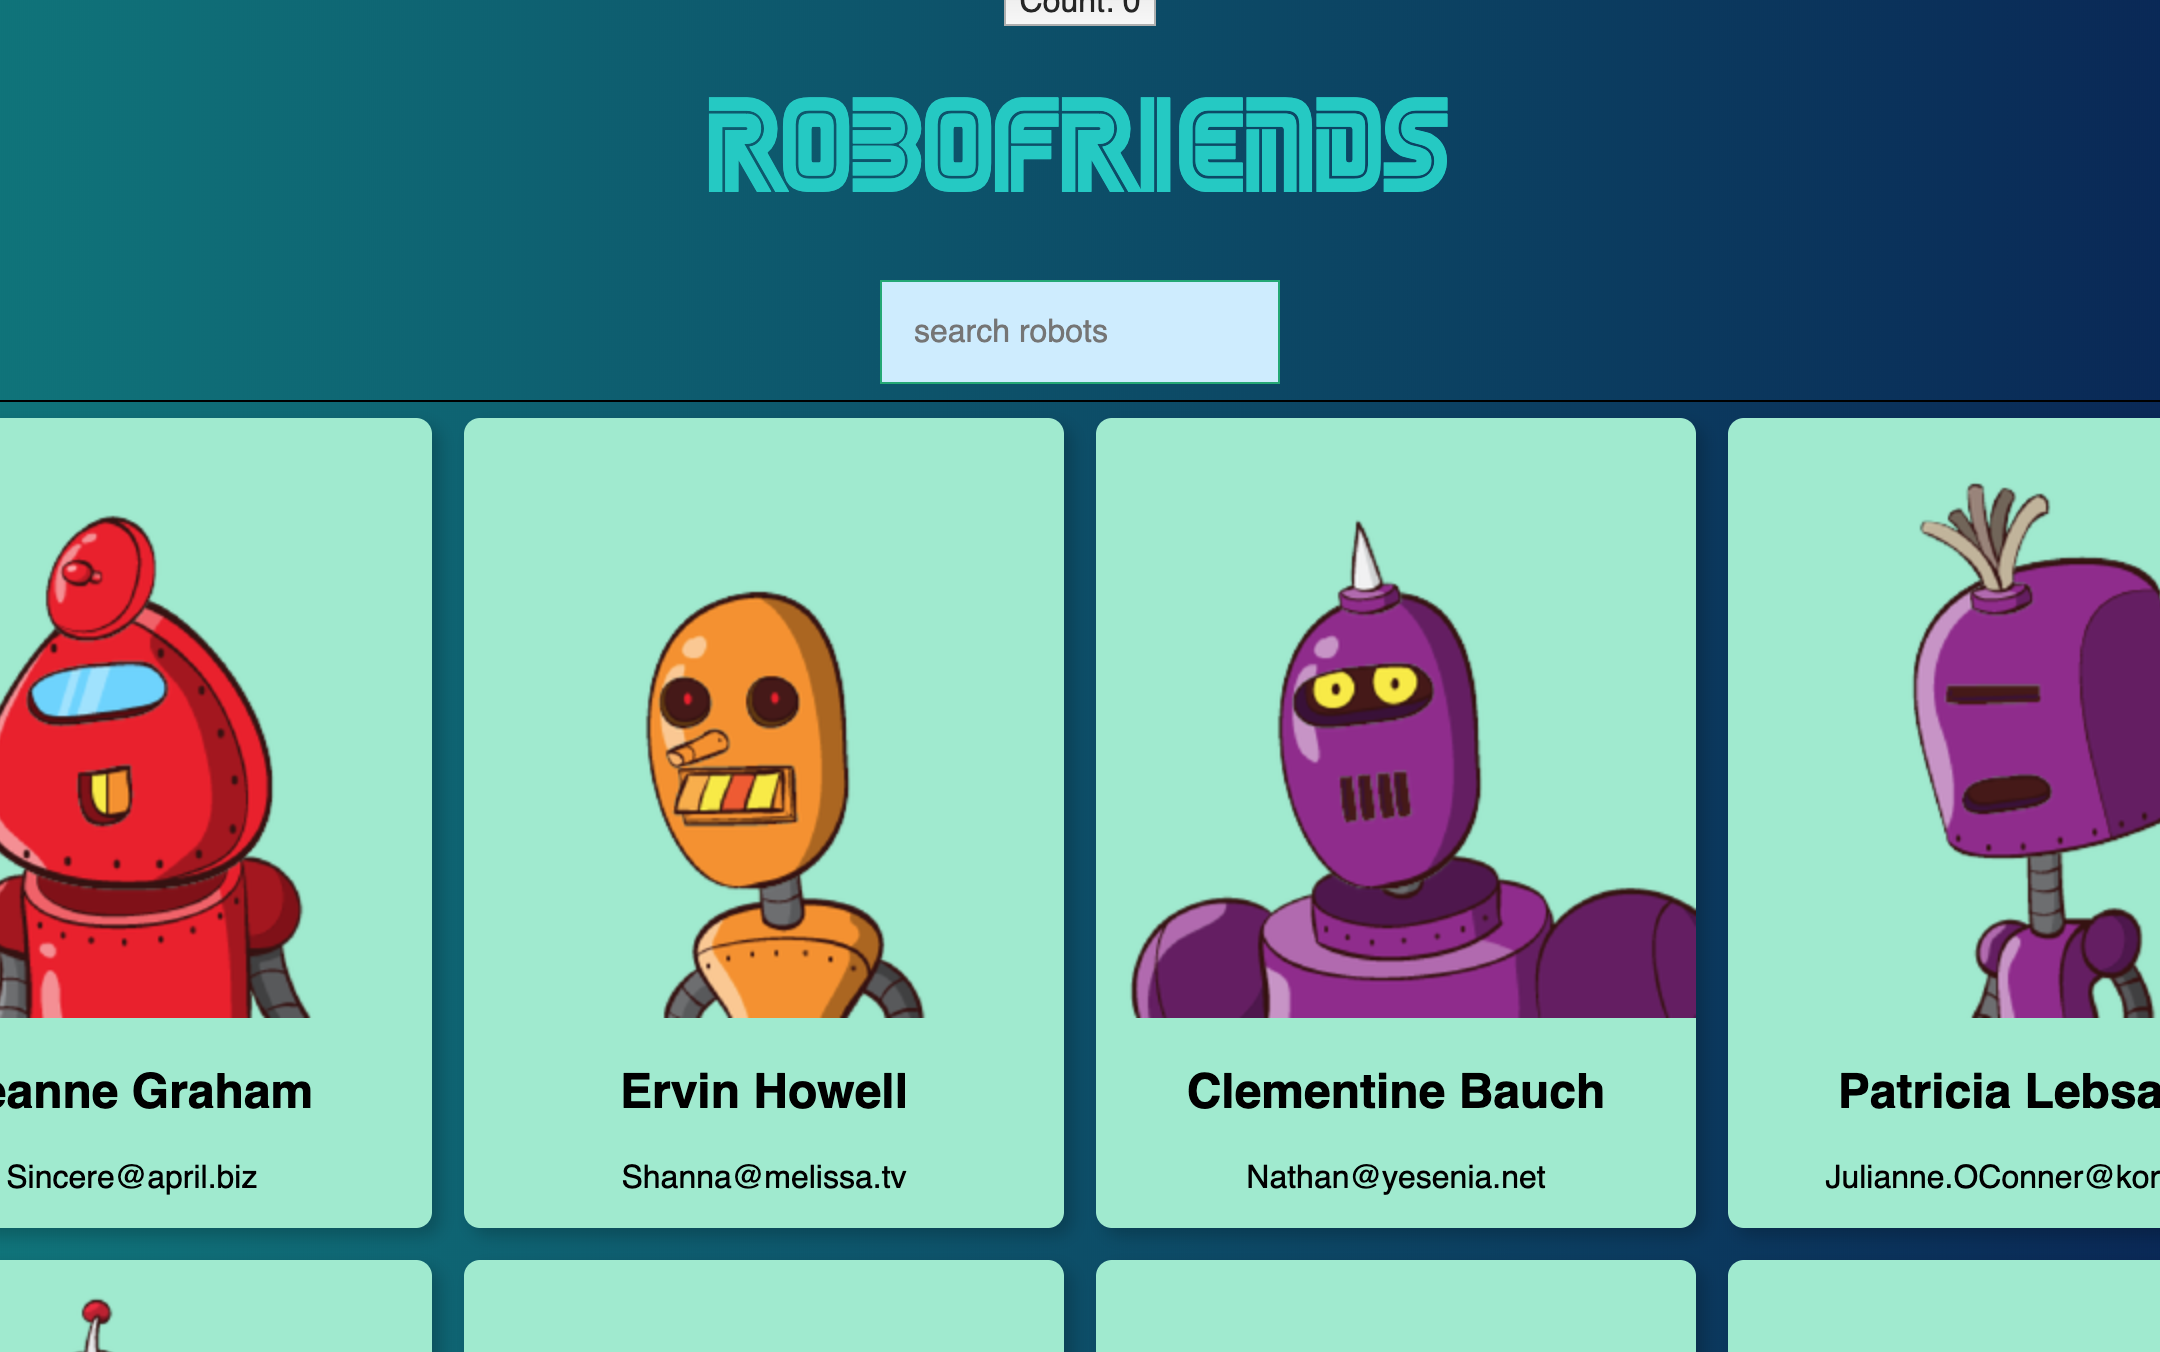 Count: 0
ROBOFRIENDS
search robots
eanne Graham
Ervin Howell
Clementine Bauch
Patricia Lebsa
Sincere@april.biz
Shanna@melissa.tv
Nathan@yesenia.net
Julianne.OConner@kor